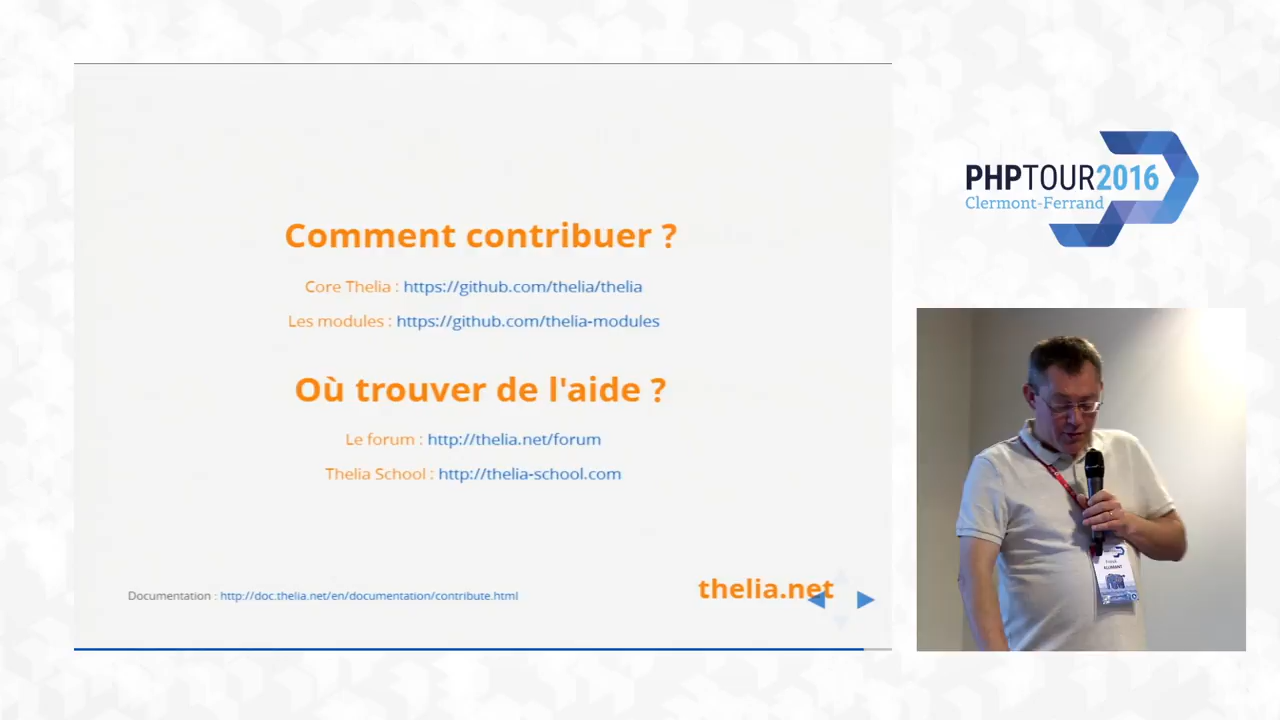 Comment contribuer ?
Core Thelia : https://github.com/thelia/thelia
Les modules : https://github.com/thelia-modules
Où trouver de l'aide ?
Le forum : http://thelia.net/forum
Thelia School : http://thelia-school.com
Documentation : http://doc.thelia.net/en/documentation/contribute.html
thelia.net
PHPTOUR2016
Clermont-Ferrand
ALLIMANT